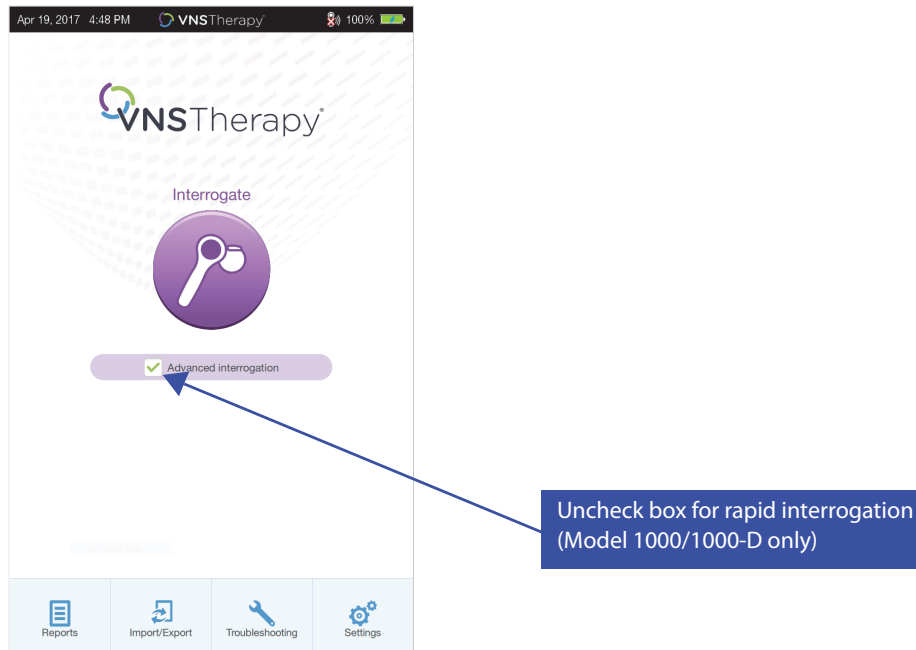 Apr 19, 2017 4:48 PM VNSTherapy 100%
VNSTherapy®
Interrogate
Advanced interrogation
Uncheck box for rapid interrogation
(Model 1000/1000-D only)
Reports Import/Export Troubleshooting Settings